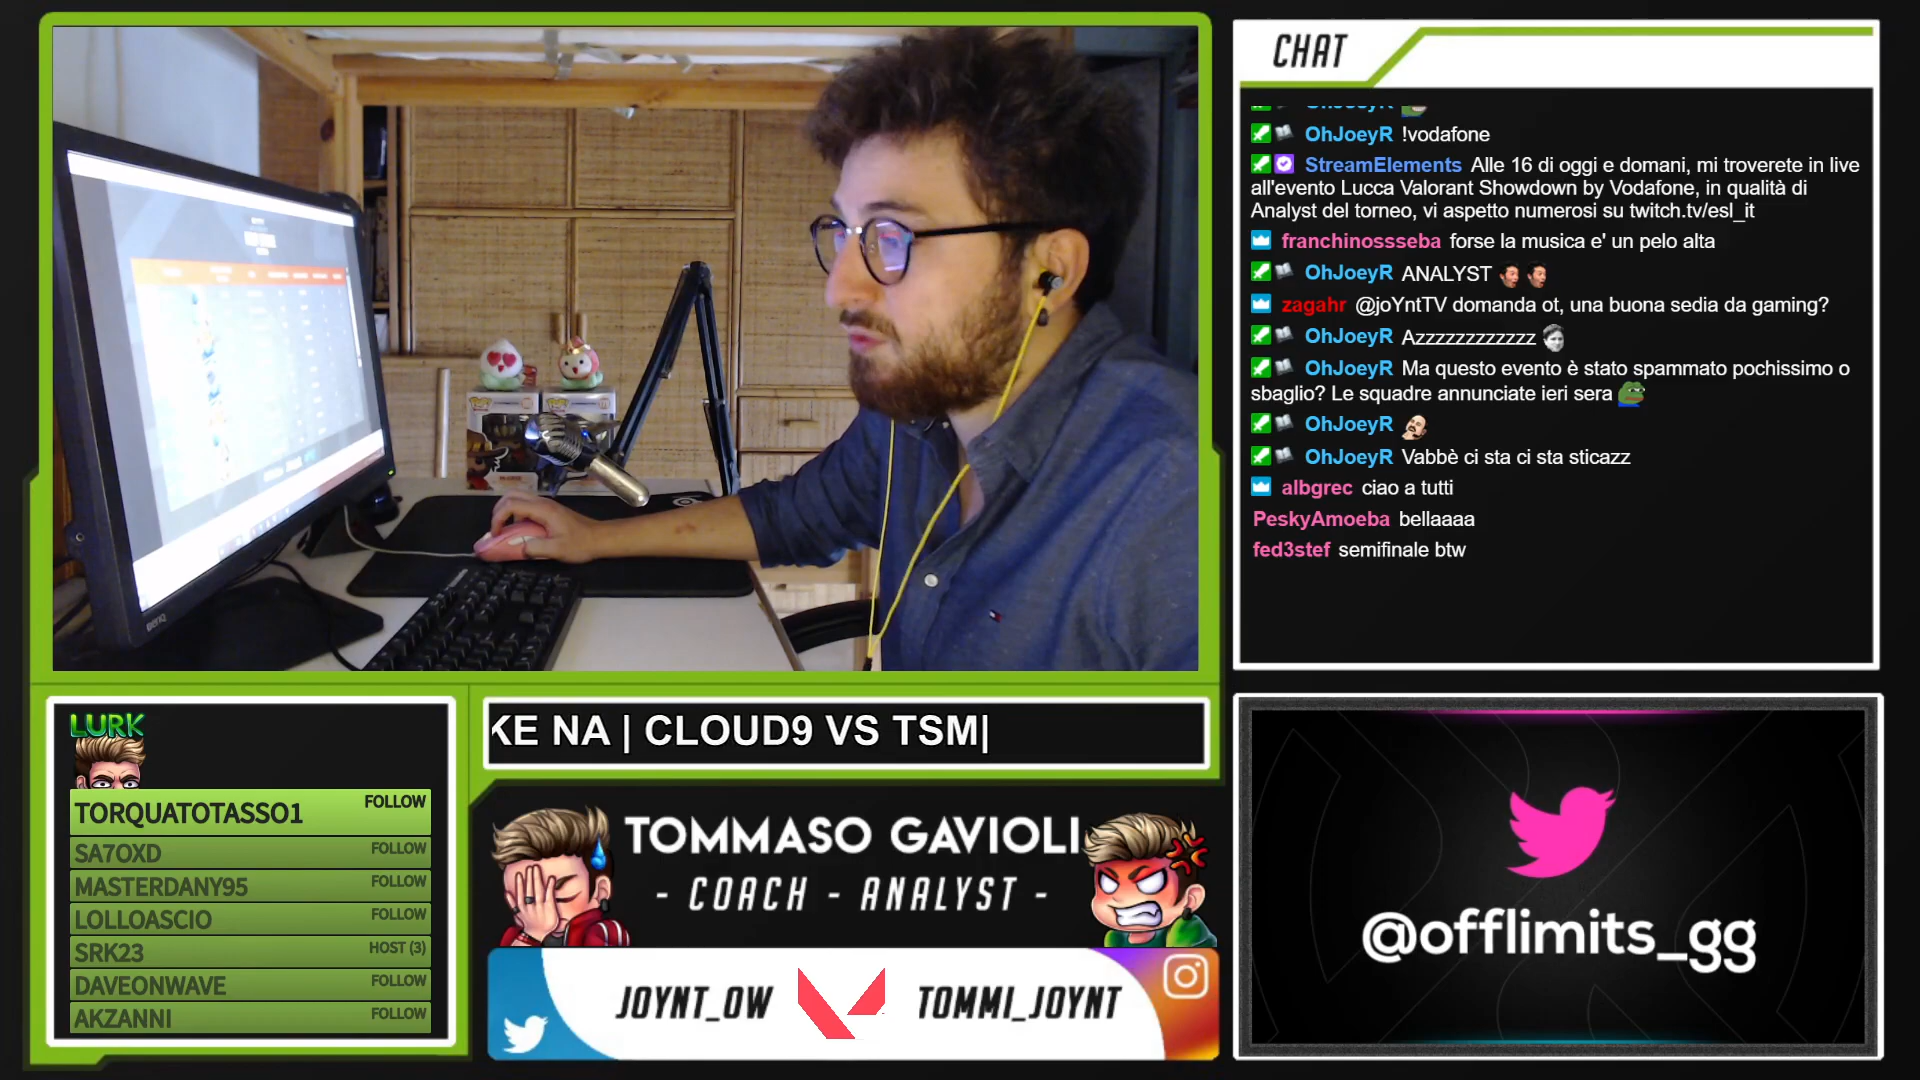 CHAT
OhJoeyR
OhJoeyR !vodafone
StreamElements Alle 16 di oggi e domani, mi troverete in live
all'evento Lucca Valorant Showdown by Vodafone, in qualità di
Analyst del torneo, vi aspetto numerosi su twitch.tv/esl_it
franchinossseba forse la musica e' un pelo alta
OhJoeyR ANALYST
zagahr @joYntTV domanda ot, una buona sedia da gaming?
OhJoeyR Azzzzzzzzzzzz
OhJoeyR Ma questo evento è stato spammato pochissimo o
sbaglio? Le squadre annunciate ieri sera
OhJoeyR
OhJoeyR Vabbè ci sta ci sta sticazz
albgrec ciao a tutti
PeskyAmoeba bellaaaa
fed3stef semifinale btw
BenQ
LURK
TORQUATOTASSO1 FOLLOW
SA7OXD FOLLOW
MASTERDANY95 FOLLOW
LOLLOASCIO FOLLOW
SRK23 HOST (3)
DAVEONWAVE FOLLOW
AKZANNI FOLLOW
KE NA | CLOUD9 VS TSM|
TOMMASO GAVIOLI
- COACH - ANALYST -
JOYNT_OW
TOMMI_JOYNT
@offlimits_gg